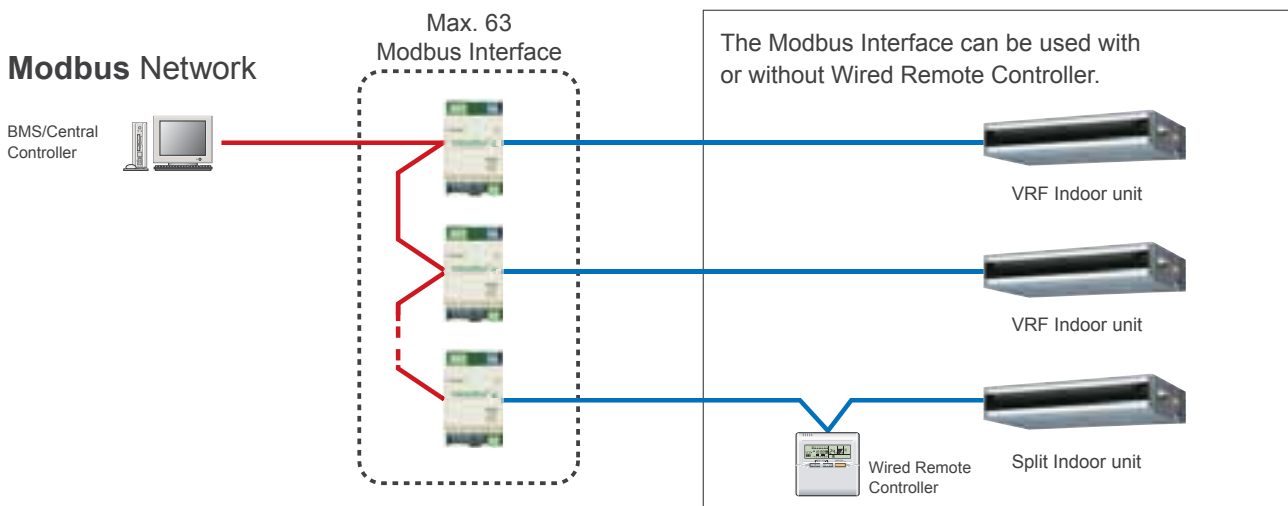 Max. 63
Modbus Interface
Modbus Network
BMS/Central
Controller
The Modbus Interface can be used with
or without Wired Remote Controller.
VRF Indoor unit
VRF Indoor unit
Wired Remote
Controller
Split Indoor unit